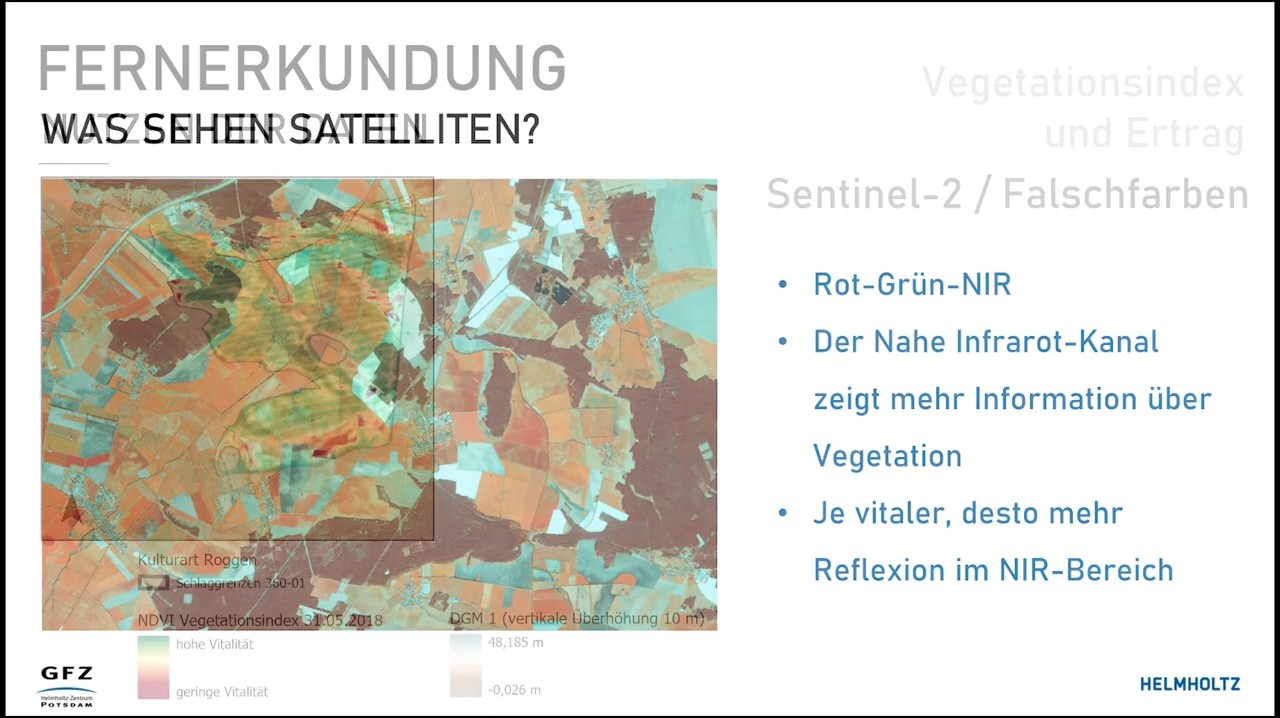 FERNERKUNDUNG
WAS SEHEN SATELLITEN?
NUTZEN DER DATEN
Vegetationsindex
und Ertrag
Sentinel-2 / Falschfarben
• Rot-Grün-NIR
• Der Nahe Infrarot-Kanal
zeigt mehr Information über
Vegetation
• Je vitaler, desto mehr
Reflexion im NIR-Bereich
Kulturart Roggen
Schlaggrenzen 360-01
NDVI Vegetationsindex 31.05.2018
hohe Vitalität
geringe Vitalität
DGM 1 (vertikale Überhöhung 10 m)
48,185 m
-0,026 m
GFZ
Helmholtz-Zentrum
POTSDAM
HELMHOLTZ